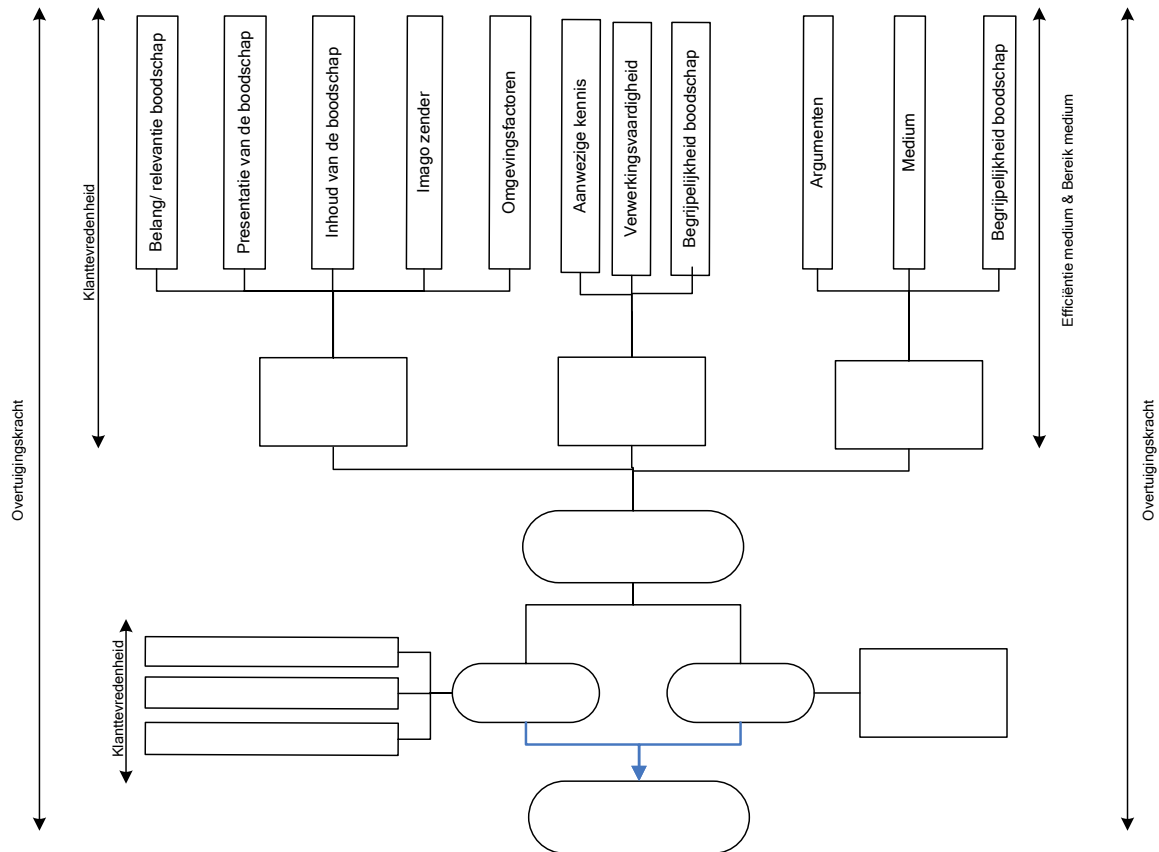 Overtuigingskracht
Klanttevredenheid
Belang/ relevantie boodschap
Presentatie van de boodschap
Inhoud van de boodschap
Imago zender
Omgevingsfactoren
Aanwezige kennis
Verwerkingsvaardigheid
Begrijpelijkheid boodschap
Argumenten
Medium
Begrijpelijkheid boodschap
Efficiëntie medium & Bereik medium
Overtuigingskracht
Klanttevredenheid